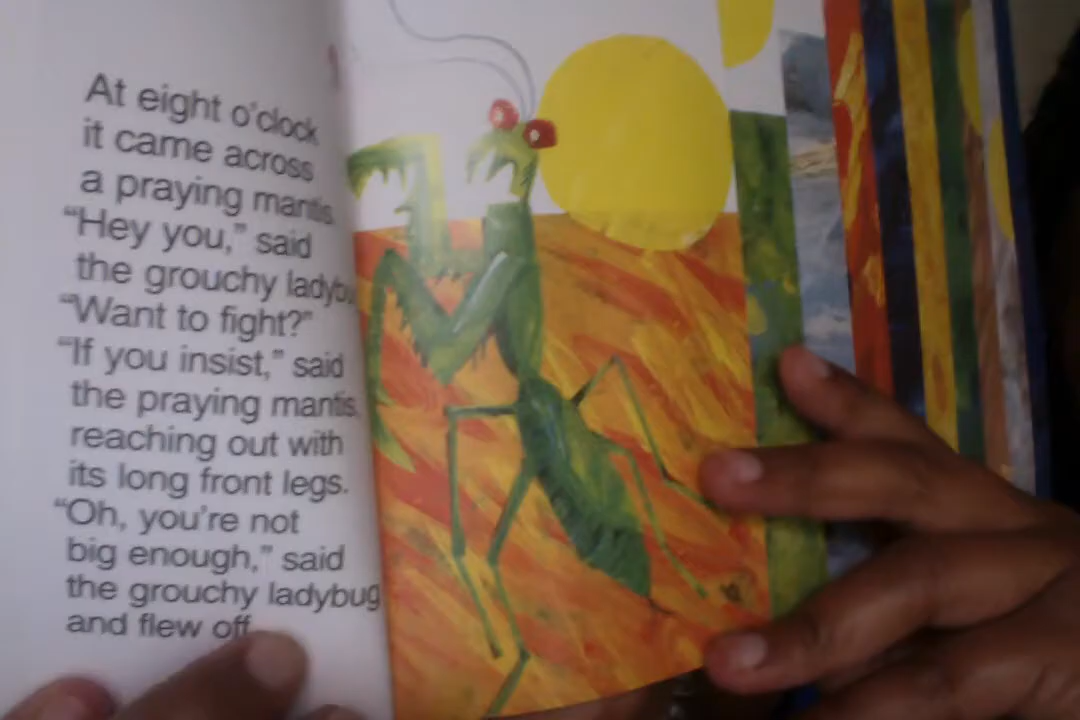 At eight o'clock
it came across
a praying mantis.
“Hey you,” said
the grouchy ladybug.
“Want to fight?”
“If you insist,” said
the praying mantis,
reaching out with
its long front legs.
“Oh, you're not
big enough,” said
the grouchy ladybug
and flew off.